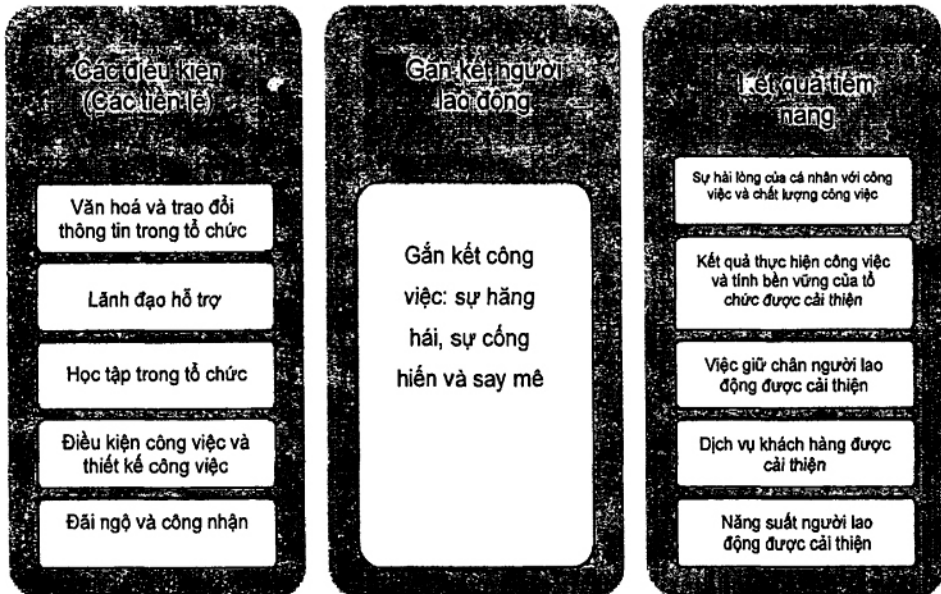 Các điều kiện
(Các tiền lề)
Văn hoá và trao đổi
thông tin trong tổ chức
Lãnh đạo hỗ trợ
Học tập trong tổ chức
Điều kiện công việc và
thiết kế công việc
Đãi ngộ và công nhận
Gắn kết người
lao động
Gắn kết công
việc: sự hăng
hái, sự cống
hiến và say mê
Kết quả tiềm
năng
Sự hài lòng của cá nhân với công
việc và chất lượng công việc
Kết quả thực hiện công việc
và tính bền vững của tổ
chức được cải thiện
Việc giữ chân người lao
động được cải thiện
Dịch vụ khách hàng được
cải thiện
Năng suất người lao
động được cải thiện